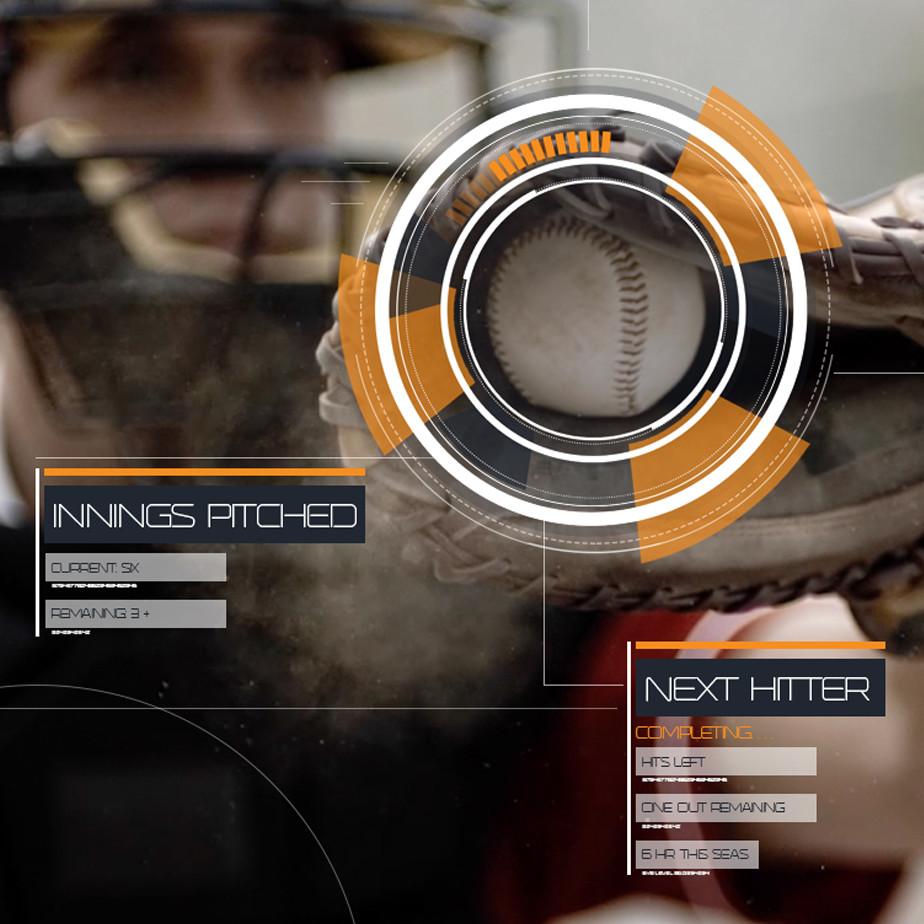 INNINGS PITCHED
CURRENT: SIX
REMAINING: 3 +
NEXT HITTER
COMPLETING. . . .
HITS LEFT
ONE OUT REMAINING
6 HR THIS SEAS